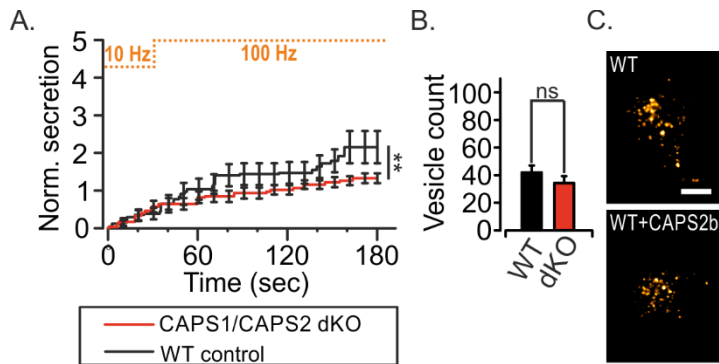 A.
5
4
3
2
1
0
Norm. secretion
10 Hz
100 Hz
**
0 60 120 180
Time (sec)
CAPS1/CAPS2 dKO
WT control
B.
ns
100
80
60
40
20
0
Vesicle count
WT
dKO
C.
WT
WT+CAPS2b